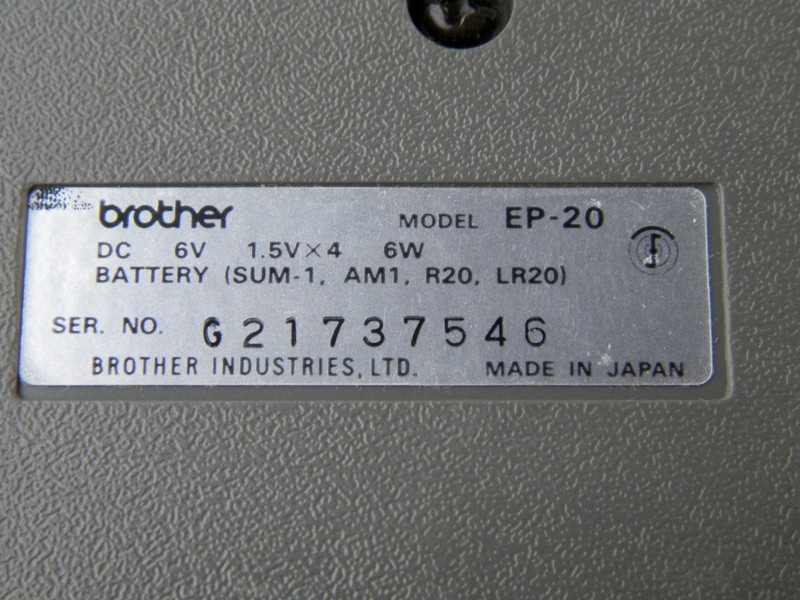 brother MODEL EP-20
DC 6V 1.5V×4 6W
BATTERY (SUM-1, AM1, R20, LR20)
SER. NO. G21737546
BROTHER INDUSTRIES, LTD. MADE IN JAPAN